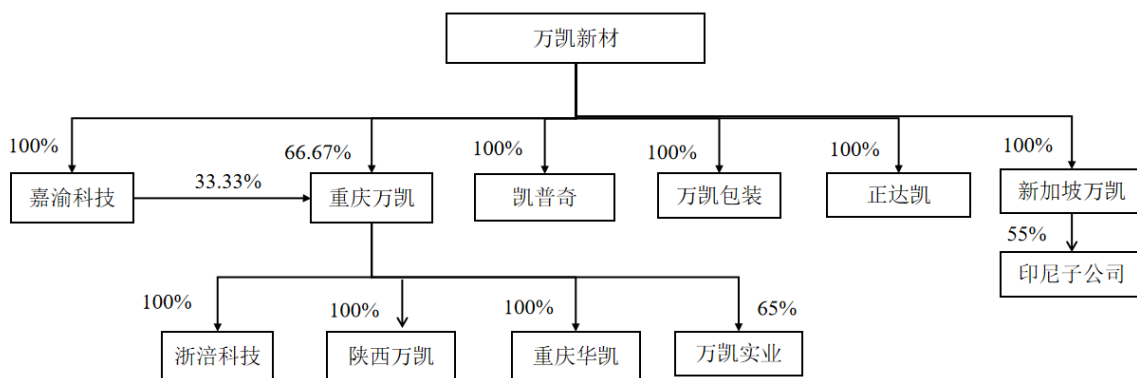 万凯新材
100%
66.67%
100%
100%
100%
100%
嘉渝科技
33.33%
重庆万凯
凯普奇
万凯包装
正达凯
新加坡万凯
55%
印尼子公司
100%
100%
100%
65%
浙涪科技
陕西万凯
重庆华凯
万凯实业